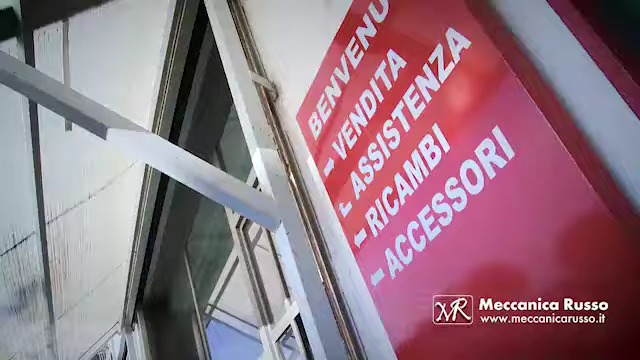 BENVENU
VENDITA
ASSISTENZA
RICAMBI
ACCESSORI
MR Meccanica Russo
www.meccanicarusso.it